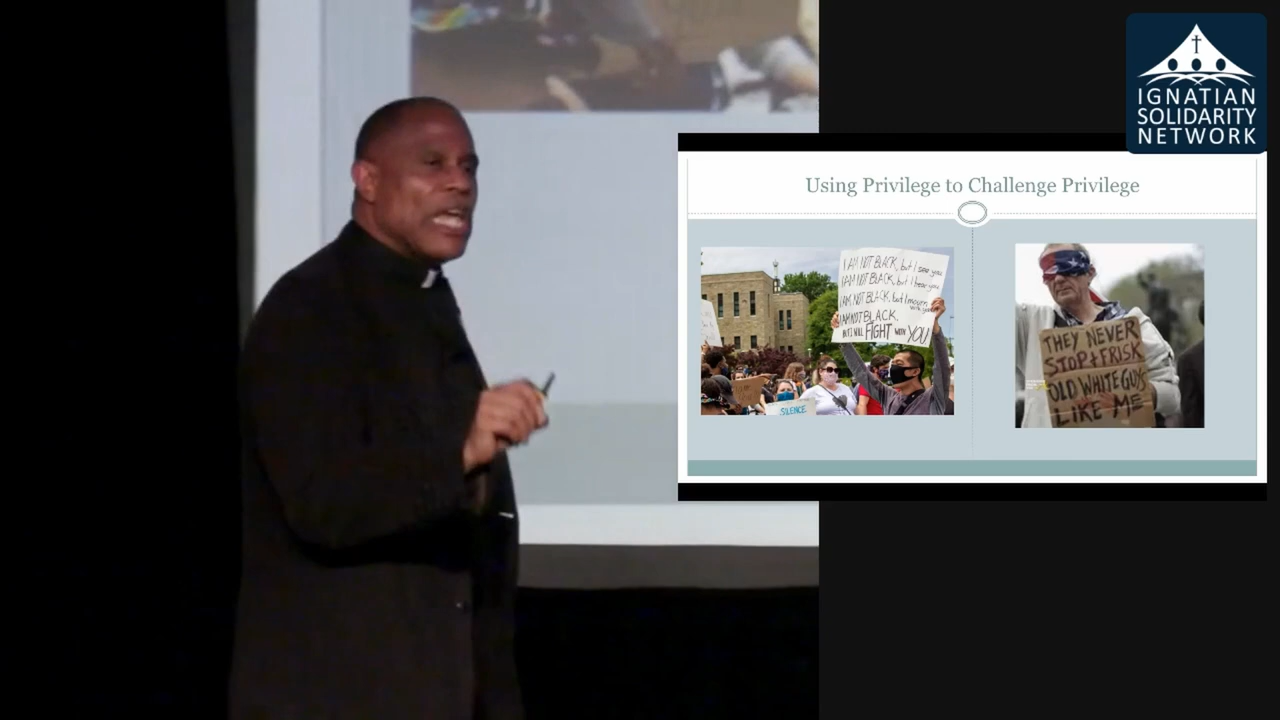 IGNATIAN
SOLIDARITY
NETWORK
Using Privilege to Challenge Privilege
I AM NOT BLACK, but I see you
I AM NOT BLACK, but I hear you
I AM NOT BLACK, but I mourn with you
I AM NOT BLACK,
BUT I WILL FIGHT with YOU
SILENCE
THEY NEVER
STOP & FRISK
OLD WHITE GUYS
LIKE ME